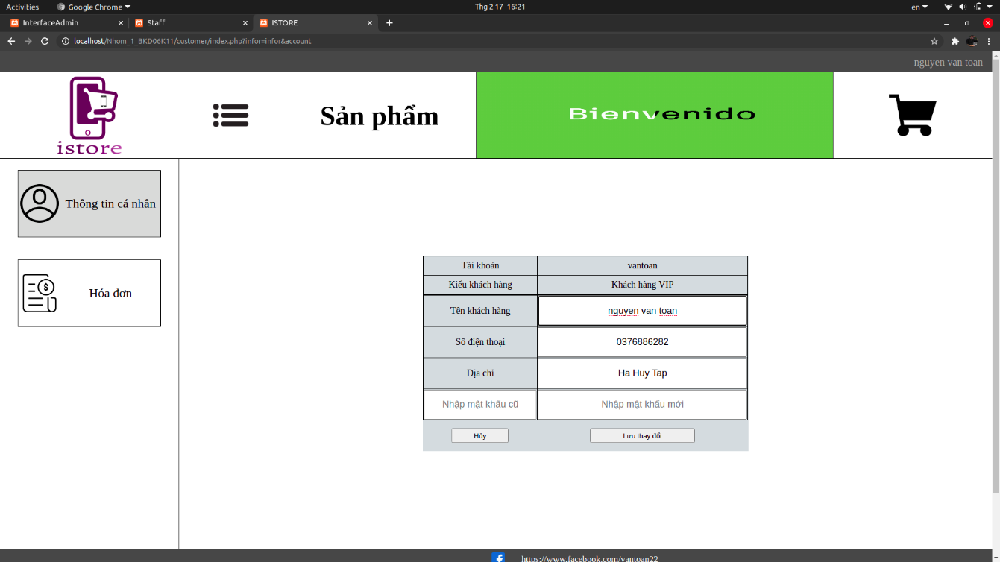 Activities
Google Chrome
Thg 2 17 16:21
en
InterfaceAdmin
Staff
ISTORE
localhost/Nhom_1_BKD06K11/customer/index.php?infor=infor&account
nguyen van toan
istore
Sản phẩm
Bienvenido
Thông tin cá nhân
Hóa đơn
Tài khoản
vantoan
Kiểu khách hàng
Khách hàng VIP
Tên khách hàng
nguyen van toan
Số điện thoại
0376886282
Địa chỉ
Ha Huy Tap
Nhập mật khẩu cũ
Nhập mật khẩu mới
Hủy
Lưu thay đổi
https://www.facebook.com/vantoan22